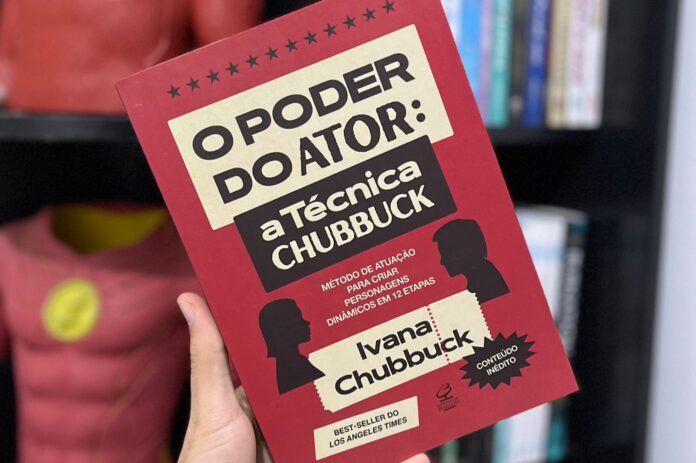 O PODER
DO ATOR:
a Técnica
CHUBBUCK
MÉTODO DE ATUAÇÃO
PARA CRIAR
PERSONAGENS
DINÂMICOS EM 12 ETAPAS
Ivana
Chubbuck
CONTEÚDO
INÉDITO
BEST-SELLER DO
LOS ANGELES TIMES